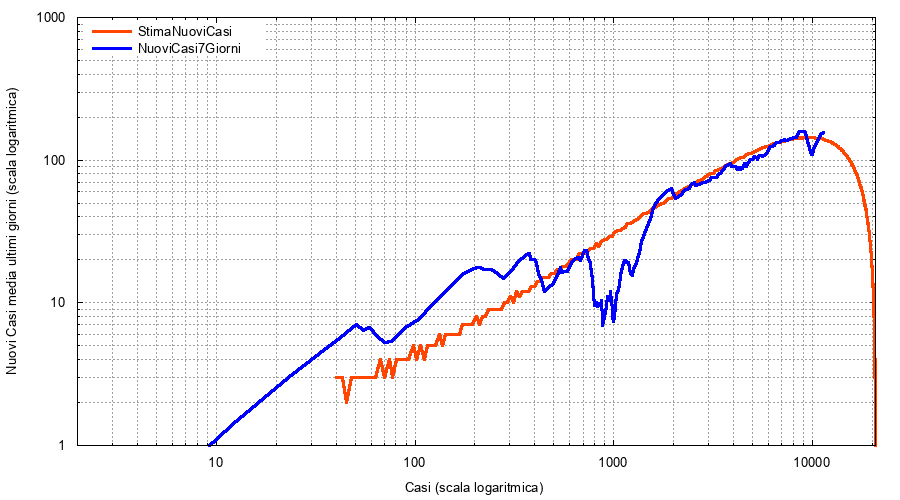 1000
StimaNuoviCasi
NuoviCasi7Giorni
100
10
1
10
100
1000
10000
Nuovi Casi media ultimi giorni (scala logaritmica)
Casi (scala logaritmica)